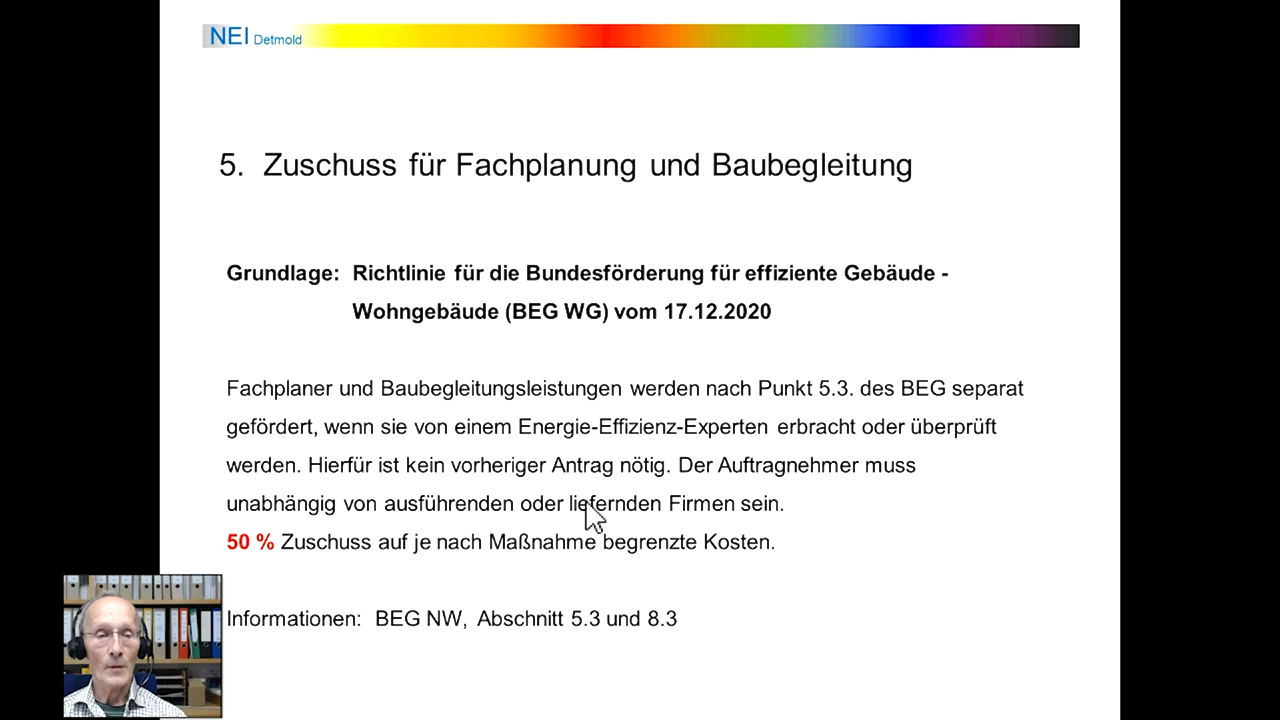 NEI Detmold
5. Zuschuss für Fachplanung und Baubegleitung
Grundlage: Richtlinie für die Bundesförderung für effiziente Gebäude -
Wohngebäude (BEG WG) vom 17.12.2020
Fachplaner und Baubegleitungsleistungen werden nach Punkt 5.3. des BEG separat
gefördert, wenn sie von einem Energie-Effizienz-Experten erbracht oder überprüft
werden. Hierfür ist kein vorheriger Antrag nötig. Der Auftragnehmer muss
unabhängig von ausführenden oder liefernden Firmen sein.
50 % Zuschuss auf je nach Maßnahme begrenzte Kosten.
Informationen: BEG NW, Abschnitt 5.3 und 8.3